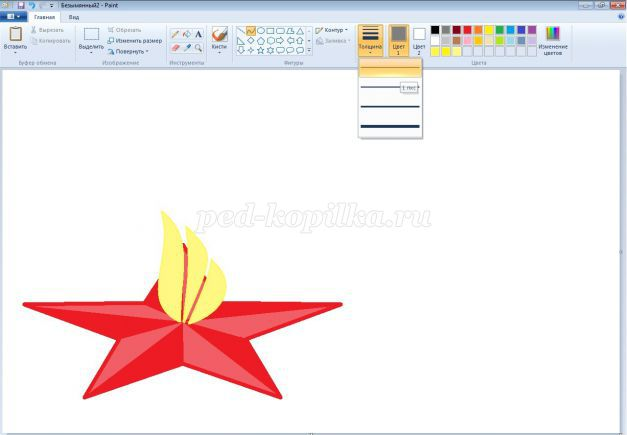 Безымянный2 - Paint
Главная Вид
Вставить
Вырезать
Копировать
Буфер обмена
Выделить
Обрезать
Изменить размер
Повернуть
Изображение
Инструменты
Кисти
Контур
Заливка
Фигуры
Толщина
Цвет 1
Цвет 2
Изменение цветов
Цвета
1 пкс
ped-kopilka.ru